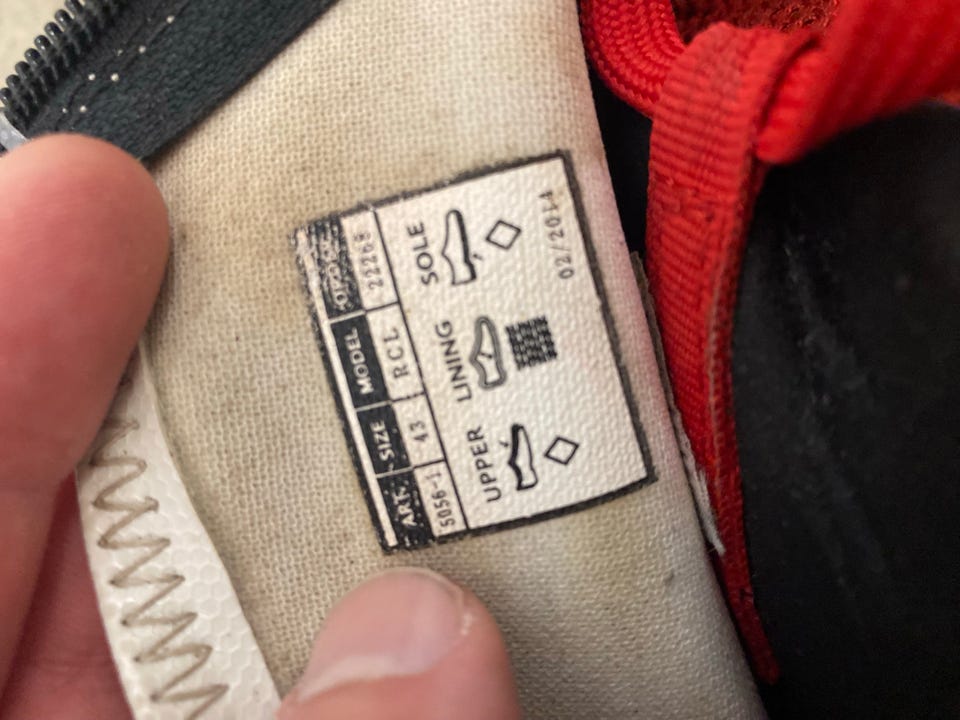 ART. SIZE MODEL
5056-1 43 RCL 22268
UPPER LINING SOLE
02/2014